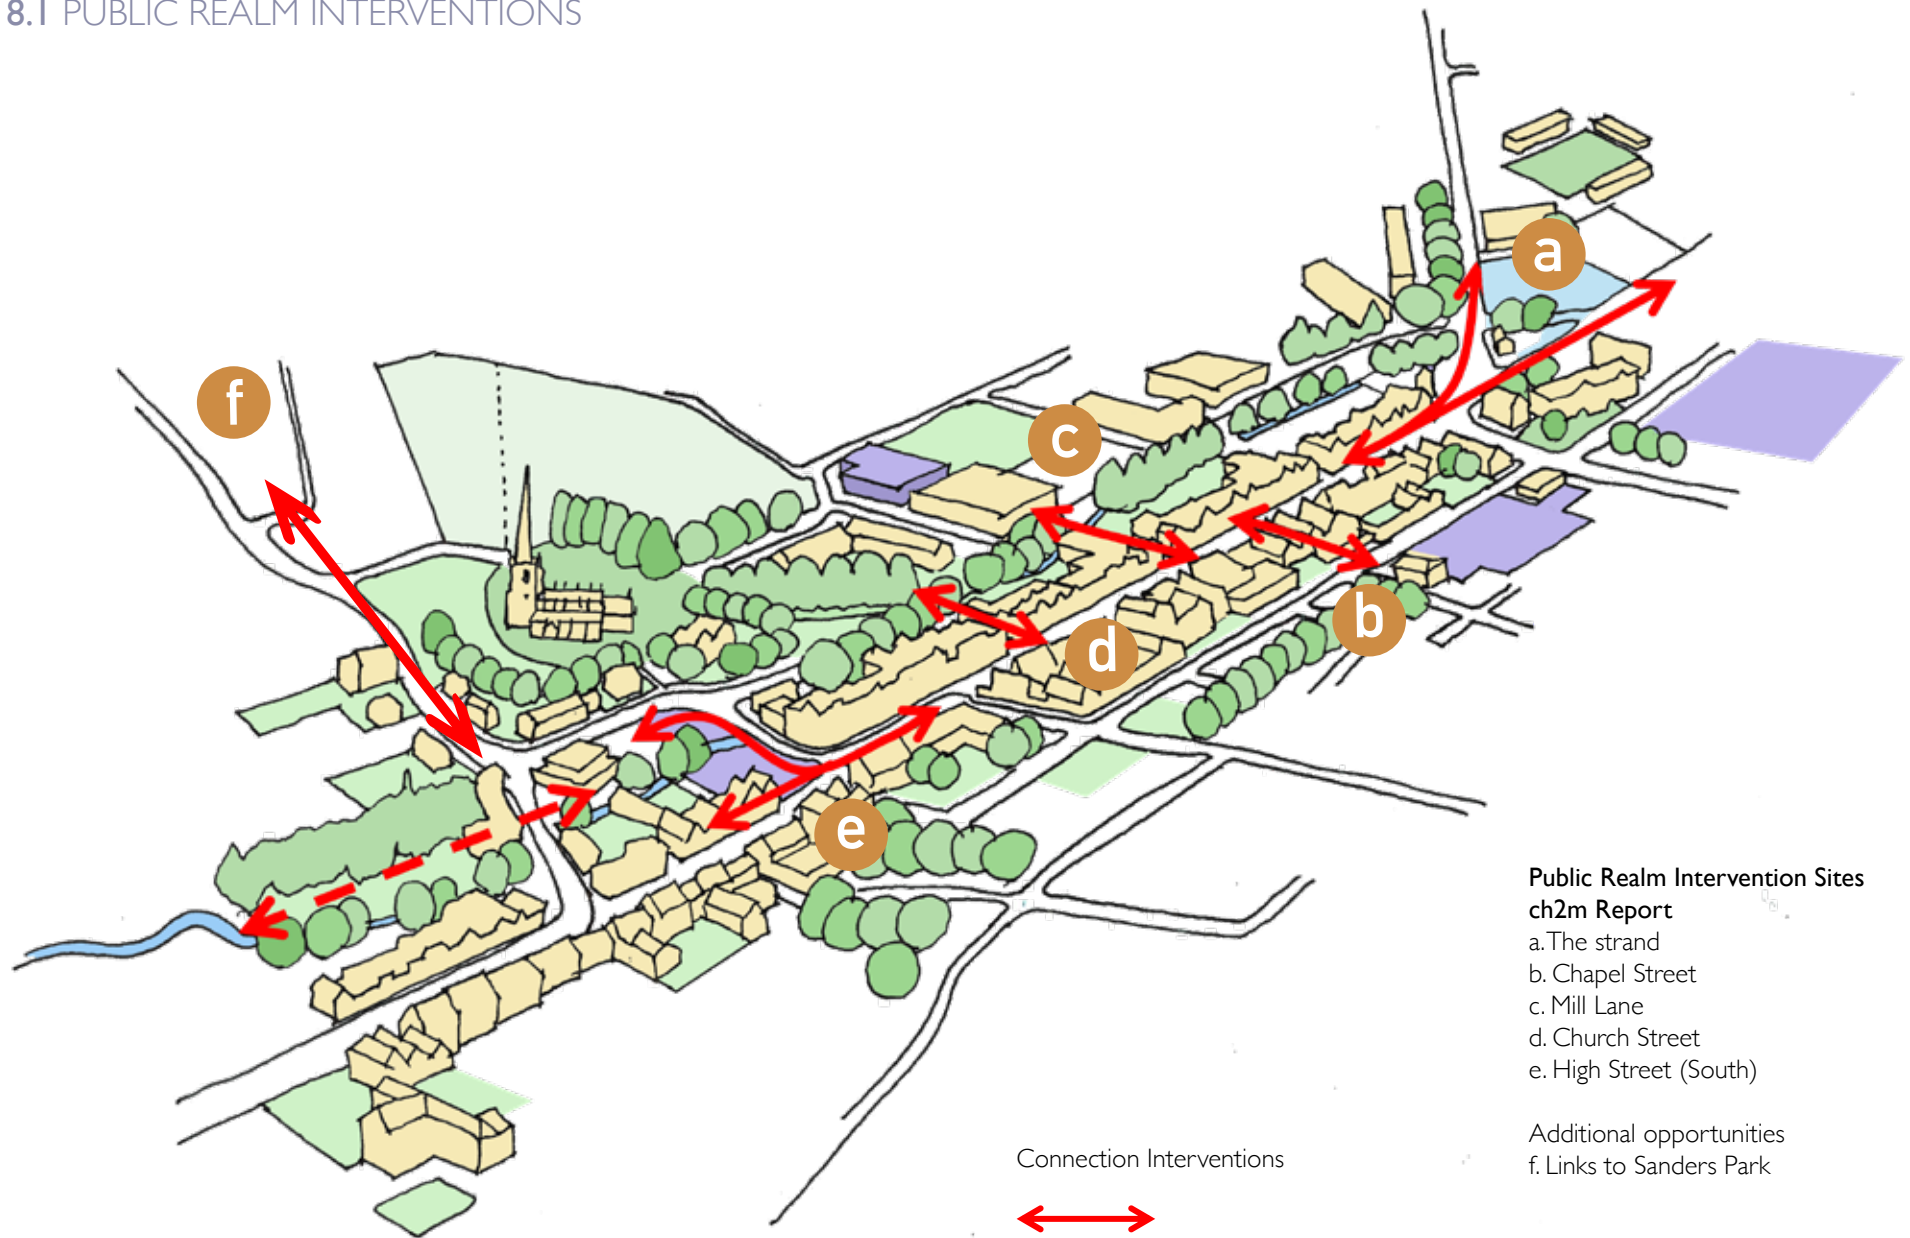 8.1 PUBLIC REALM INTERVENTIONS
a
f
c
b
d
e
Public Realm Intervention Sites
ch2m Report
a.The strand
b. Chapel Street
c. Mill Lane
d. Church Street
e. High Street (South)
Additional opportunities
f. Links to Sanders Park
Connection Interventions